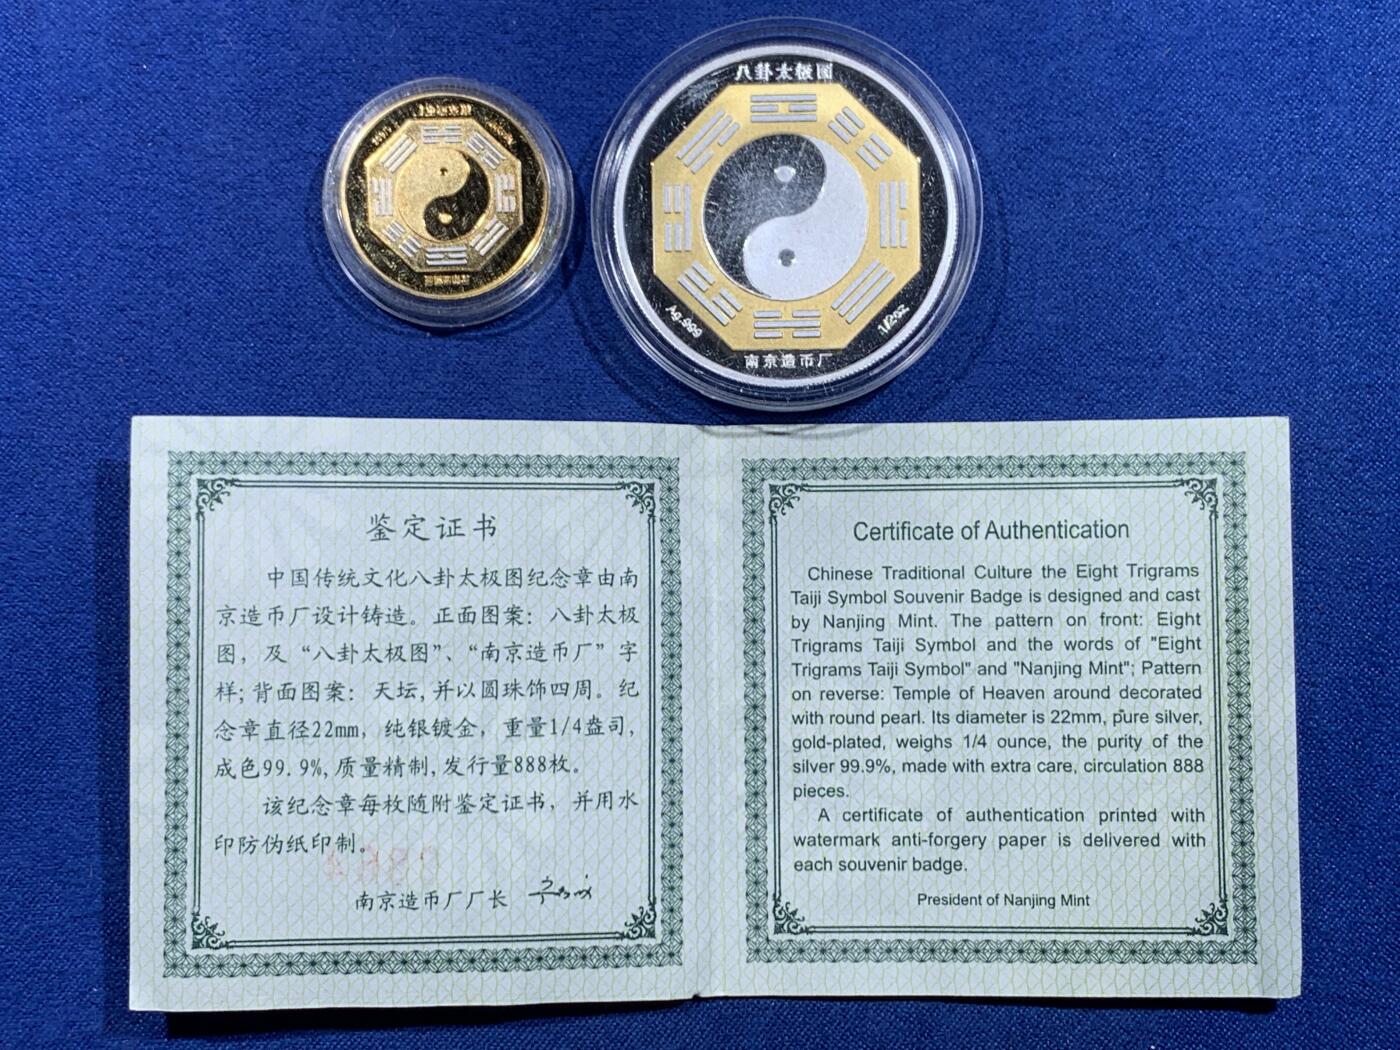 八卦太极图
Ag.999
1/2oz
南京造币厂
鉴定证书
中国传统文化八卦太极图纪念章由南
京造币厂设计铸造。正面图案：八卦太极
图，及“八卦太极图”、“南京造币厂”字
样；背面图案：天坛，并以圆珠饰四周。纪
念章直径22mm，纯银镀金，重量1/4盎司，
成色99.9%，质量精制，发行量888枚。
该纪念章每枚随附鉴定证书，并用水
印防伪纸印制。
南京造币厂厂长
Certificate of Authentication
Chinese Traditional Culture the Eight Trigrams
Taiji Symbol Souvenir Badge is designed and cast
by Nanjing Mint. The pattern on front: Eight
Trigrams Taiji Symbol and the words of "Eight
Trigrams Taiji Symbol" and "Nanjing Mint"; Pattern
on reverse: Temple of Heaven around decorated
with round pearl. Its diameter is 22mm, pure silver,
gold-plated, weighs 1/4 ounce, the purity of the
silver 99.9%, made with extra care, circulation 888
pieces.
A certificate of authentication printed with
watermark anti-forgery paper is delivered with
each souvenir badge.
President of Nanjing Mint